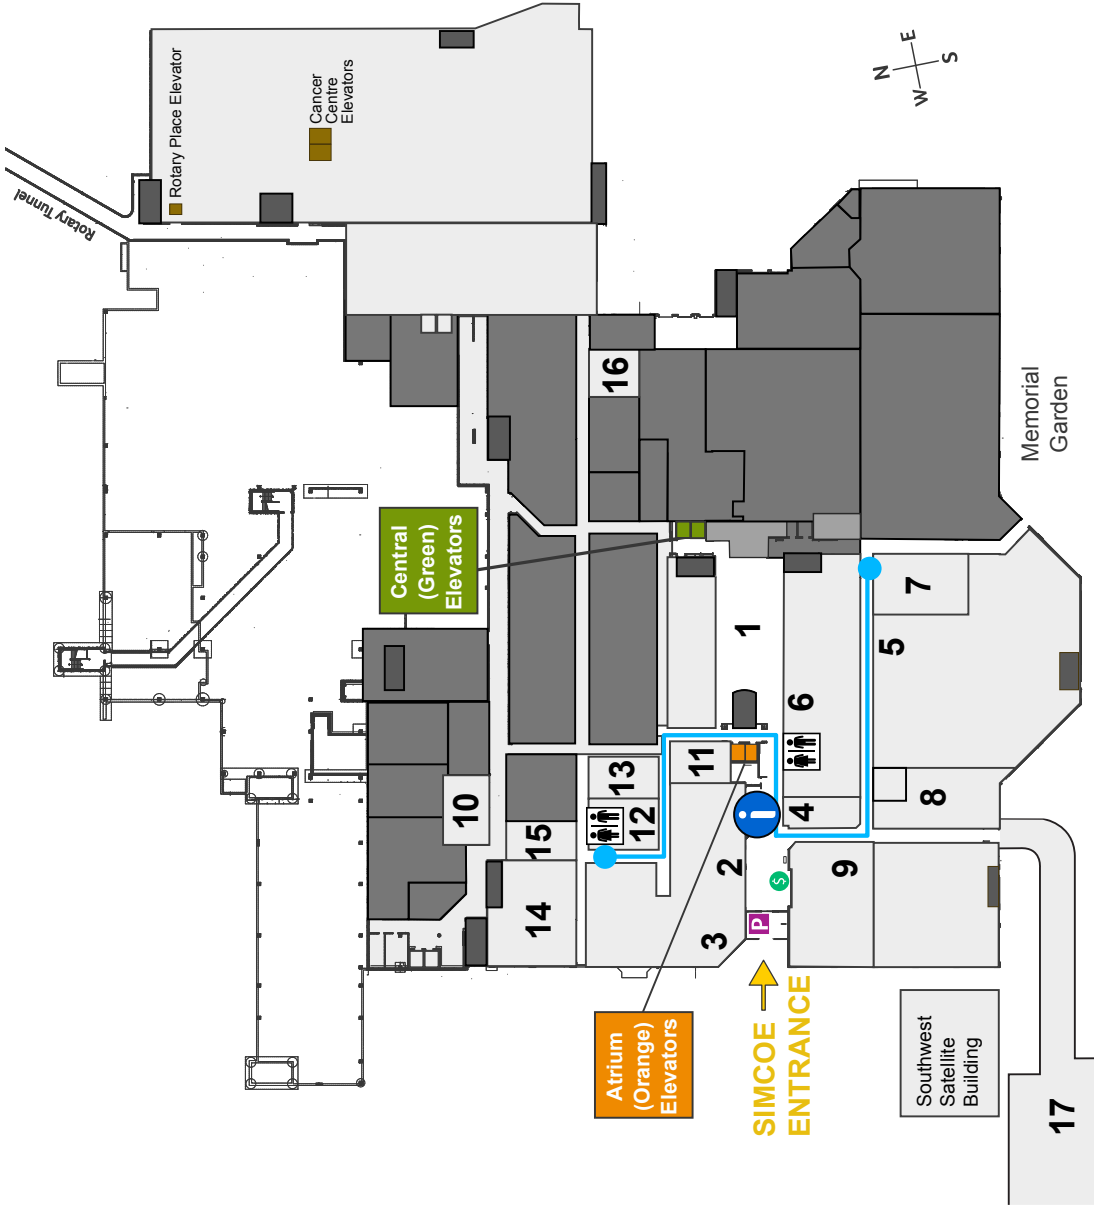 Rotary Place Elevator
Cancer
Centre
Elevators
Rotary Tunnel
N
E
S
W
16
Memorial
Garden
Central
(Green)
Elevators
1
7
5
6
11
13
12
10
15
14
4
8
2
9
3
i
$
P
SIMCOE
ENTRANCE
Atrium
(Orange)
Elevators
Southwest
Satellite
Building
17